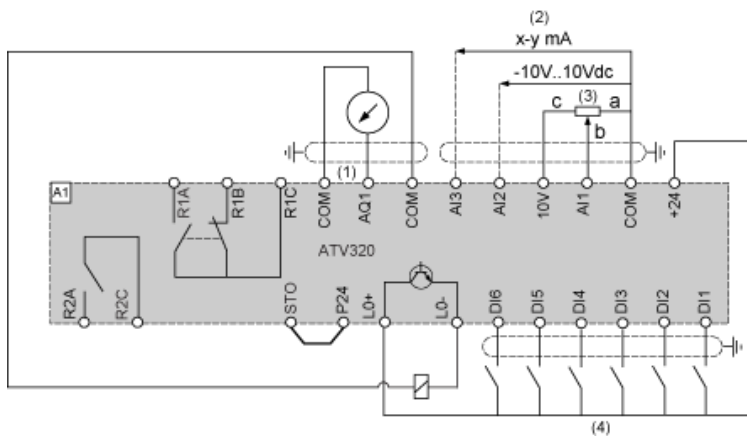 (2)
x-y mA
-10V..10Vdc
c (3) a
b
(1)
A1
R1A
R1B
R1C
COM
AQ1
COM
AI3
AI2
10V
AI1
COM
+24
ATV320
R2A
R2C
STO
P24
L0+
L0-
DI6
DI5
DI4
DI3
DI2
DI1
(4)